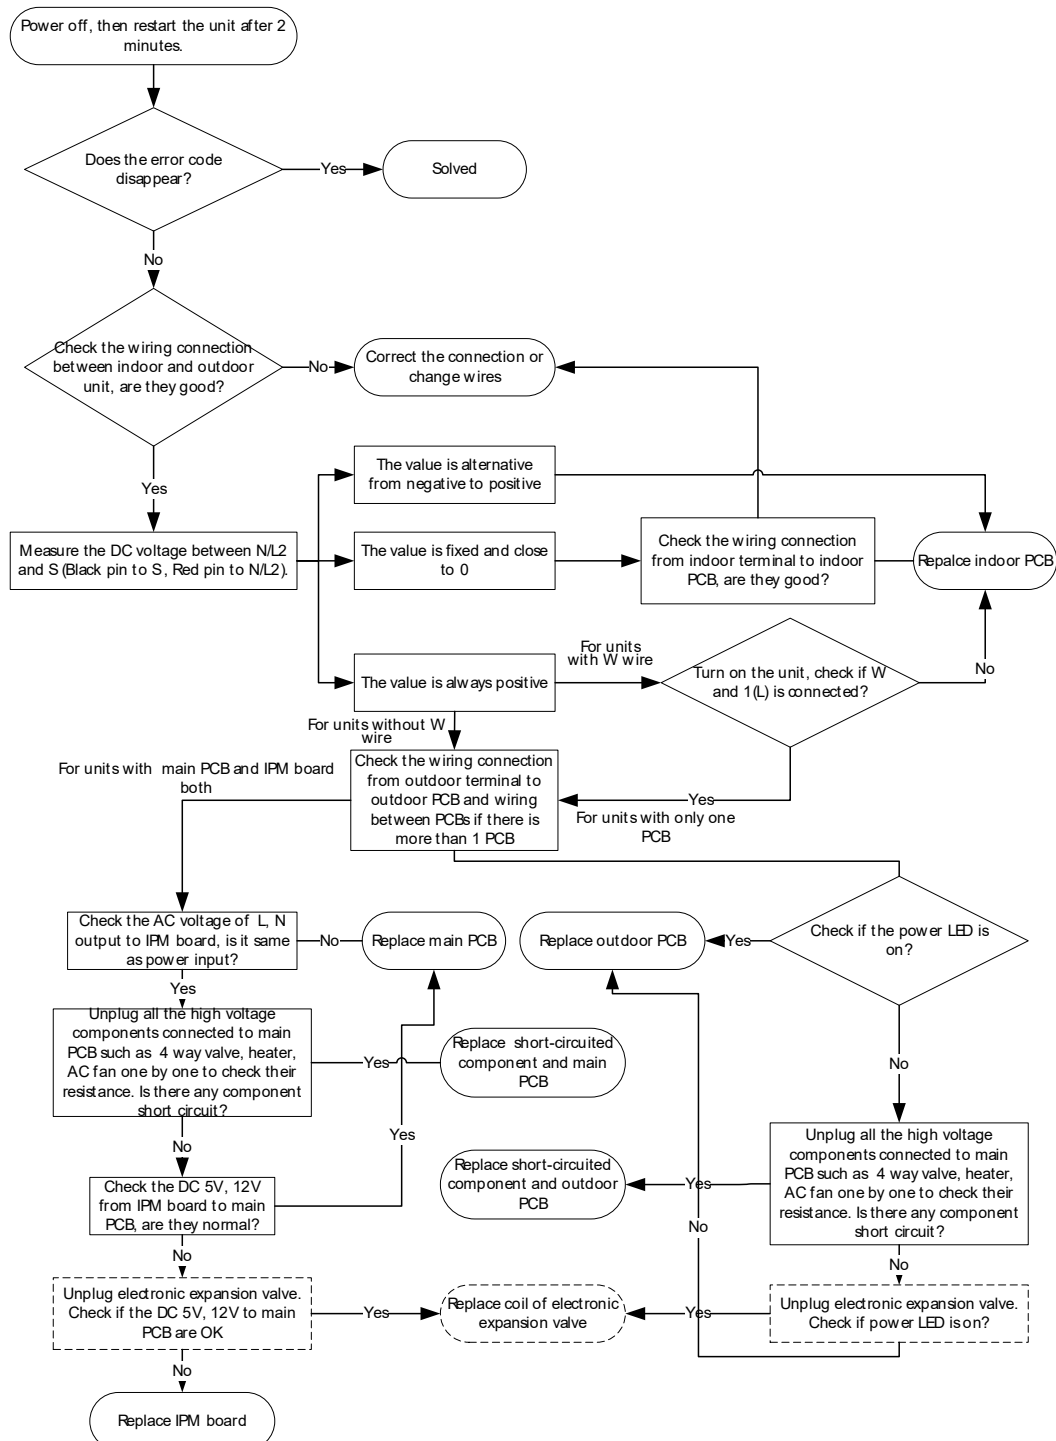 Power off, then restart the unit after 2
minutes.
Does the error code
disappear?
Yes
Solved
No
Check the wiring connection
between indoor and outdoor
unit, are they good?
No
Correct the connection or
change wires
Yes
The value is alternative
from negative to positive
Measure the DC voltage between N/L2
and S (Black pin to S, Red pin to N/L2).
The value is fixed and close
to 0
Check the wiring connection
from indoor terminal to indoor
PCB, are they good?
Repalce indoor PCB
The value is always positive
For units
with W wire
Turn on the unit, check if W
and 1(L) is connected?
No
For units without W
wire
For units with main PCB and IPM board
both
Check the wiring connection
from outdoor terminal to
outdoor PCB and wiring
between PCBs if there is
more than 1 PCB
Yes
For units with only one
PCB
Check the AC voltage of L, N
output to IPM board, is it same
as power input?
No
Replace main PCB
Replace outdoor PCB
Yes
Check if the power LED is
on?
Yes
Unplug all the high voltage
components connected to main
PCB such as 4 way valve, heater,
AC fan one by one to check their
resistance. Is there any component
short circuit?
Yes
Replace short-circuited
component and main
PCB
No
No
Yes
Check the DC 5V, 12V
from IPM board to main
PCB, are they normal?
Replace short-circuited
component and outdoor
PCB
Yes
Unplug all the high voltage
components connected to main
PCB such as 4 way valve, heater,
AC fan one by one to check their
resistance. Is there any component
short circuit?
No
No
No
Unplug electronic expansion valve.
Check if the DC 5V, 12V to main
PCB are OK
Yes
Replace coil of electronic
expansion valve
Yes
Unplug electronic expansion valve.
Check if power LED is on?
No
Replace IPM board